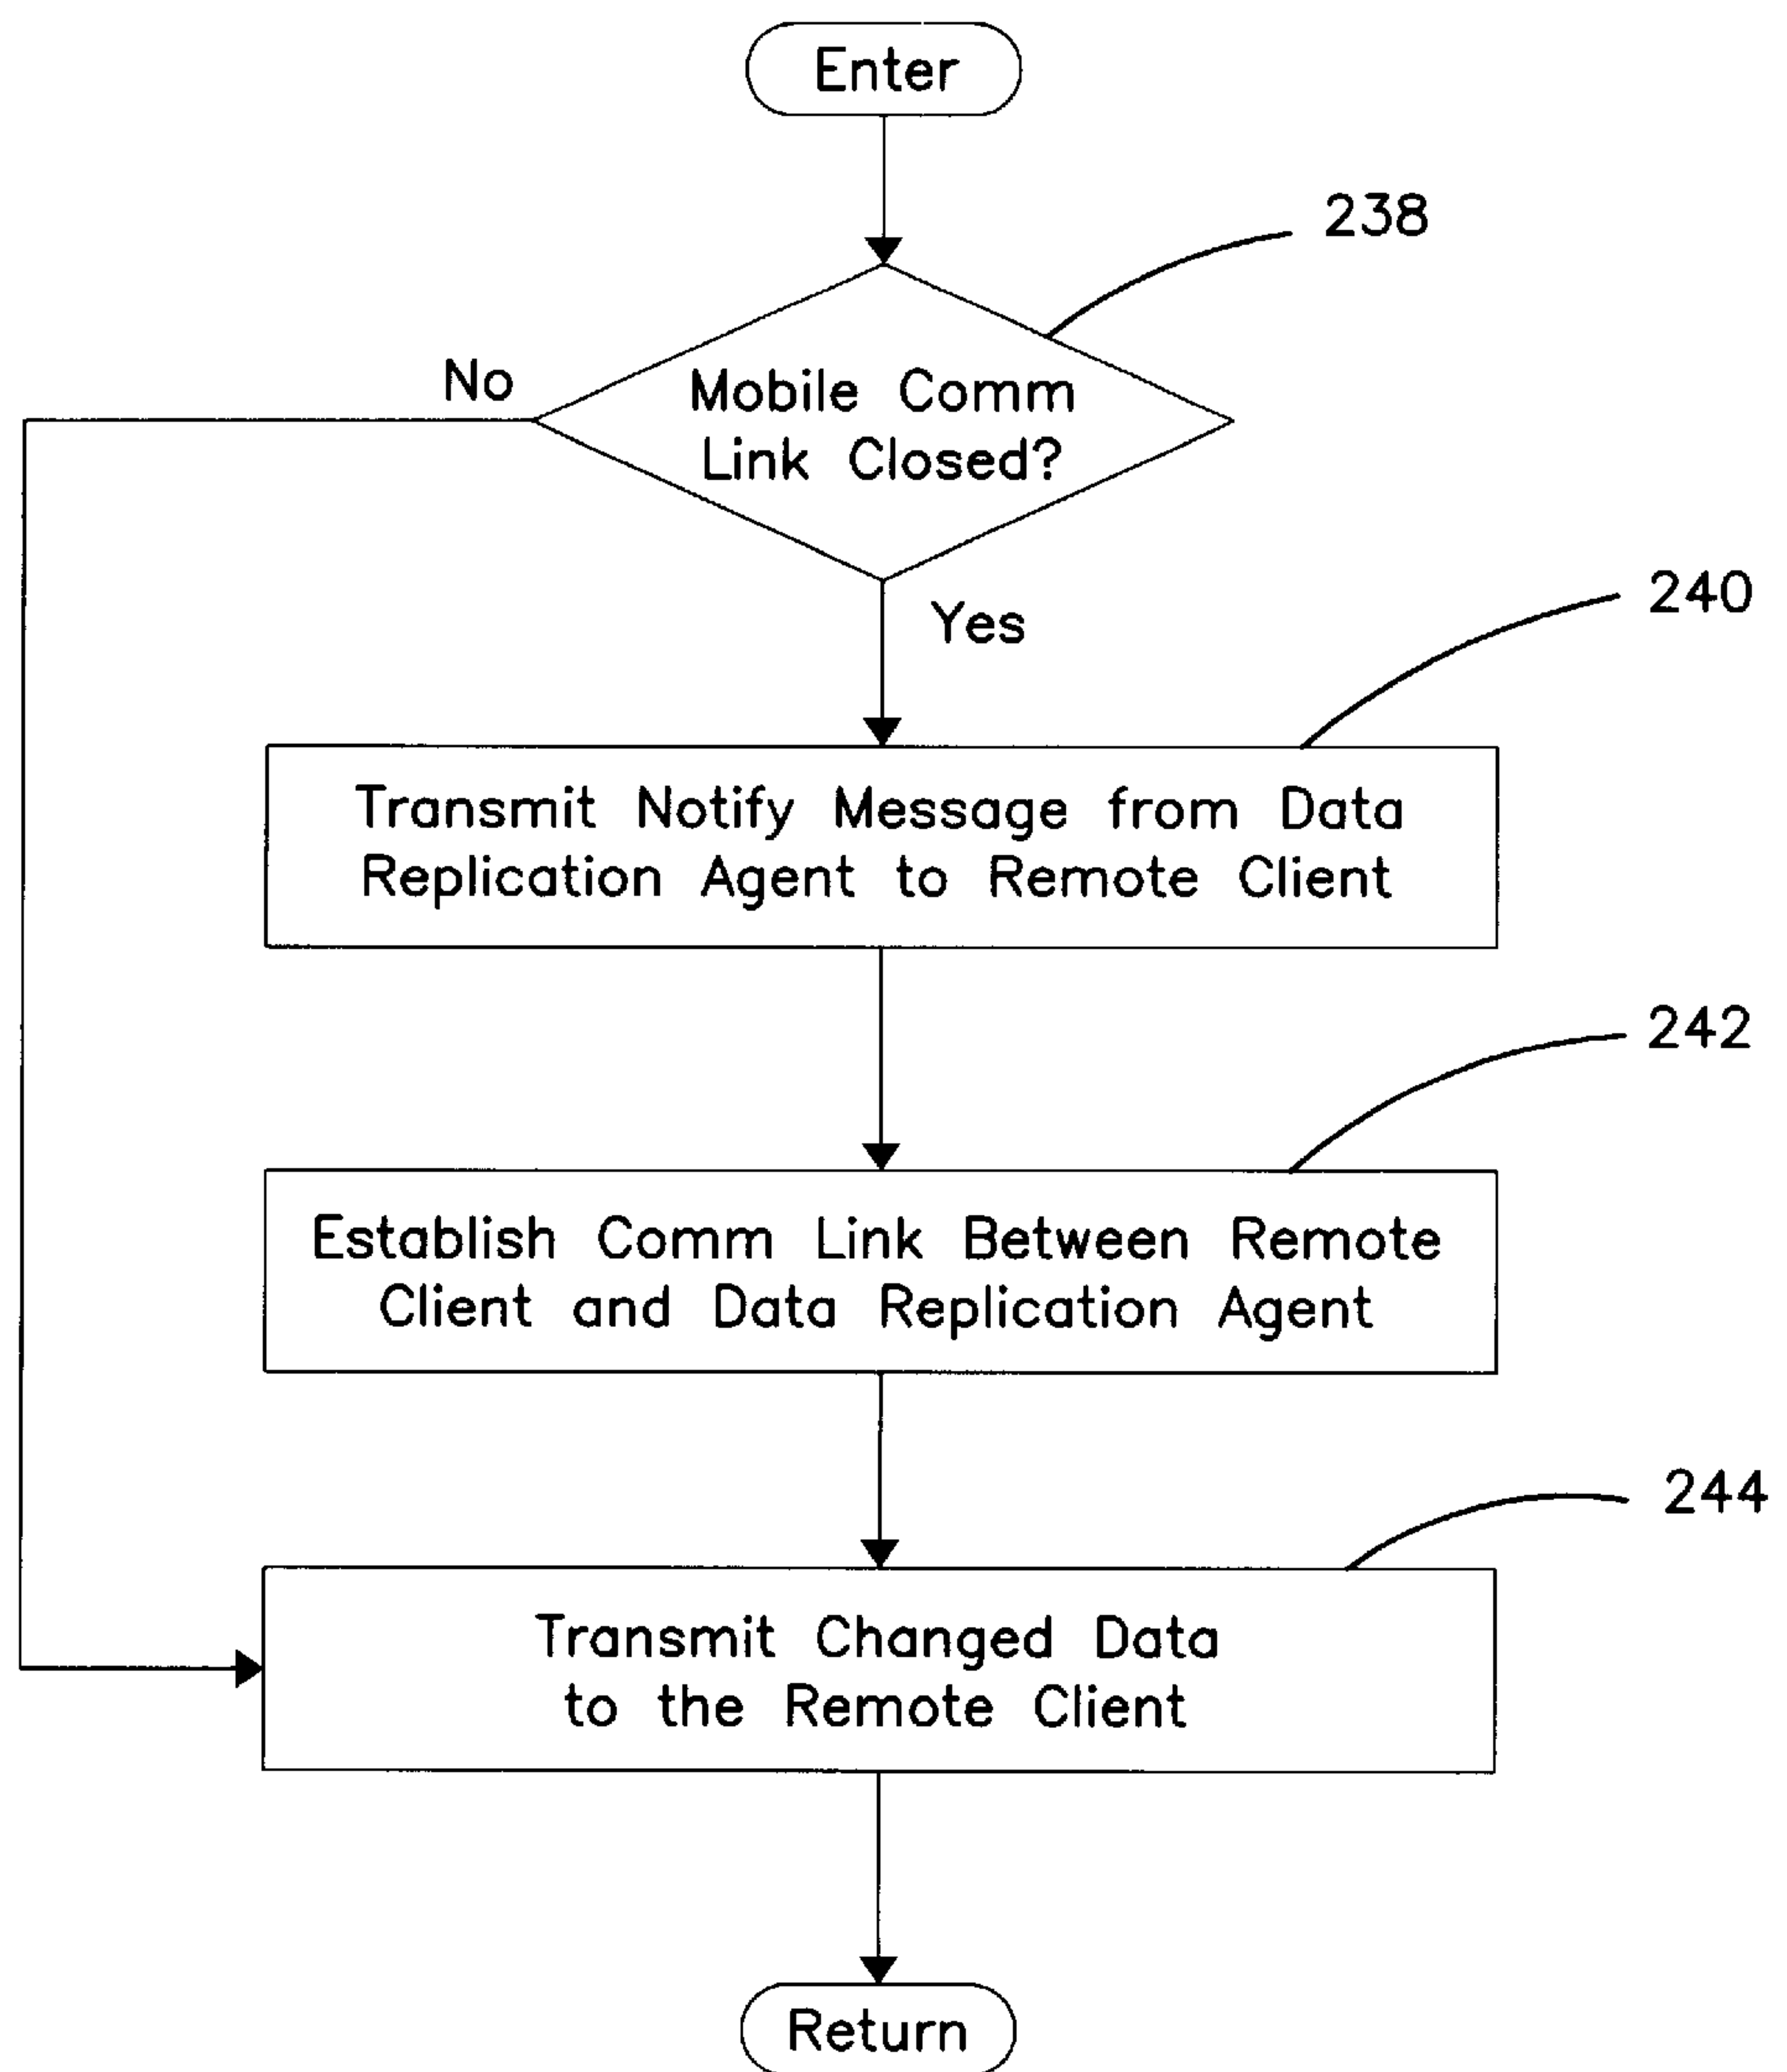 Enter
238
No
Mobile Comm
Link Closed?
Yes
240
Transmit Notify Message from Data
Replication Agent to Remote Client
242
Establish Comm Link Between Remote
Client and Data Replication Agent
244
Transmit Changed Data
to the Remote Client
Return